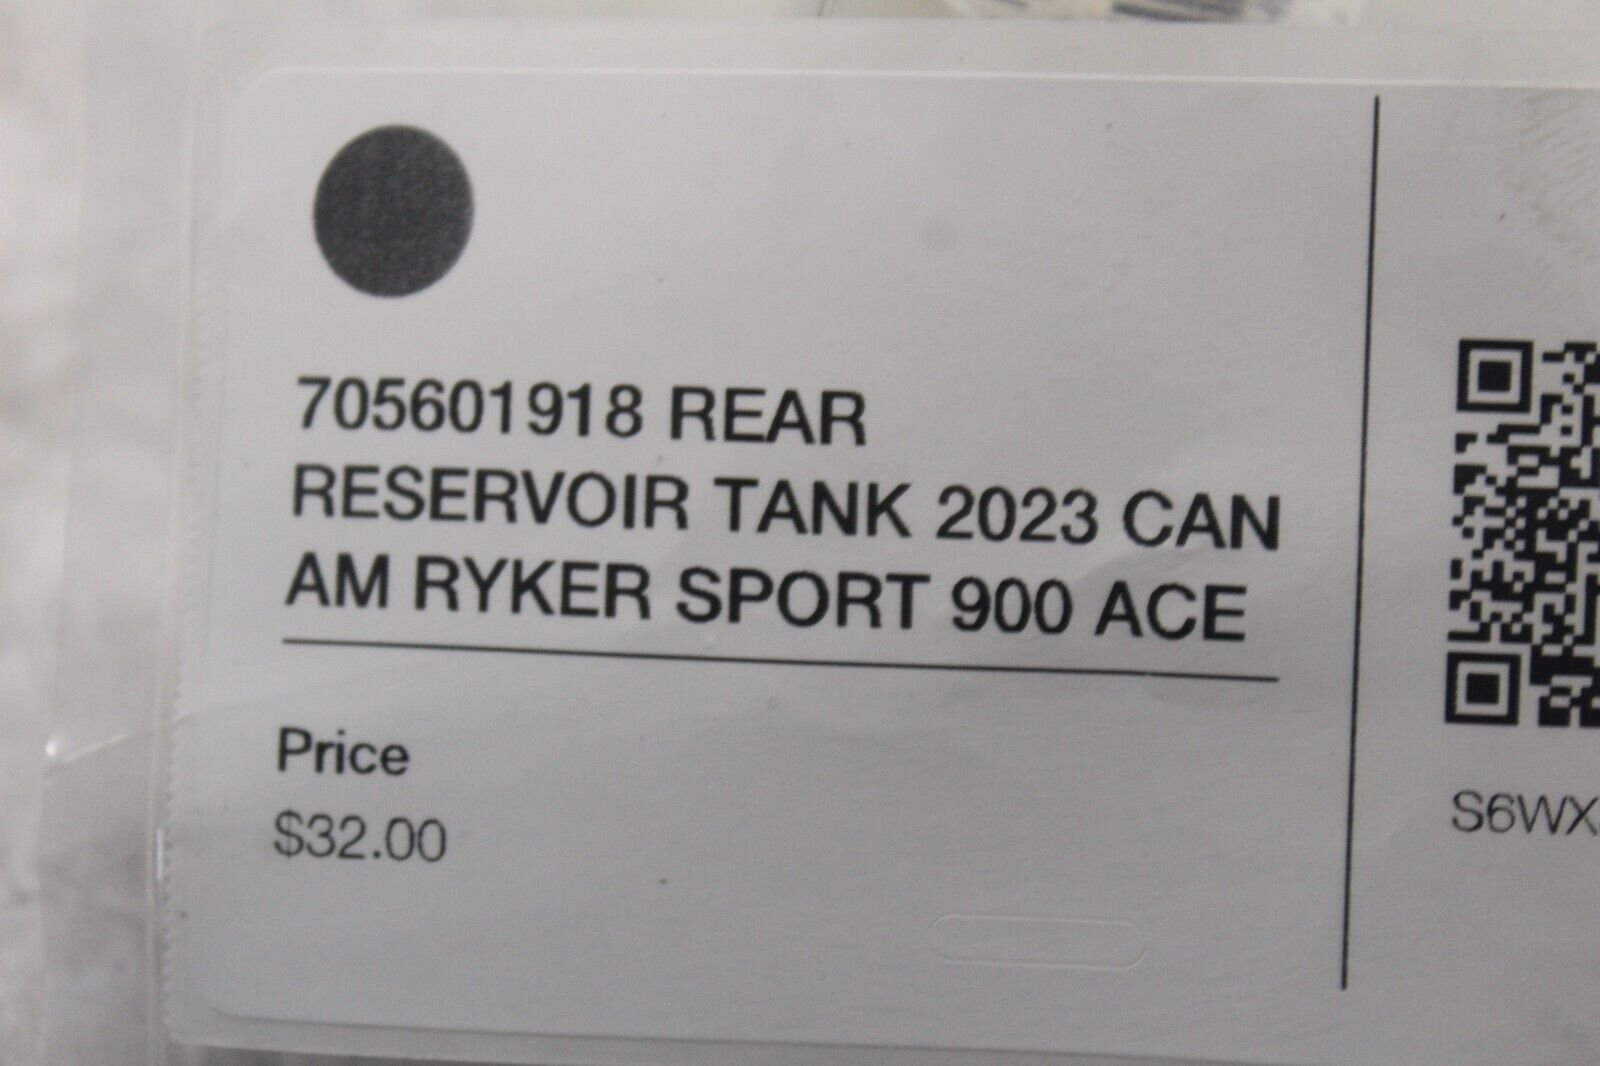 705601918 REAR
RESERVOIR TANK 2023 CAN
AM RYKER SPORT 900 ACE
Price
$32.00
S6WX